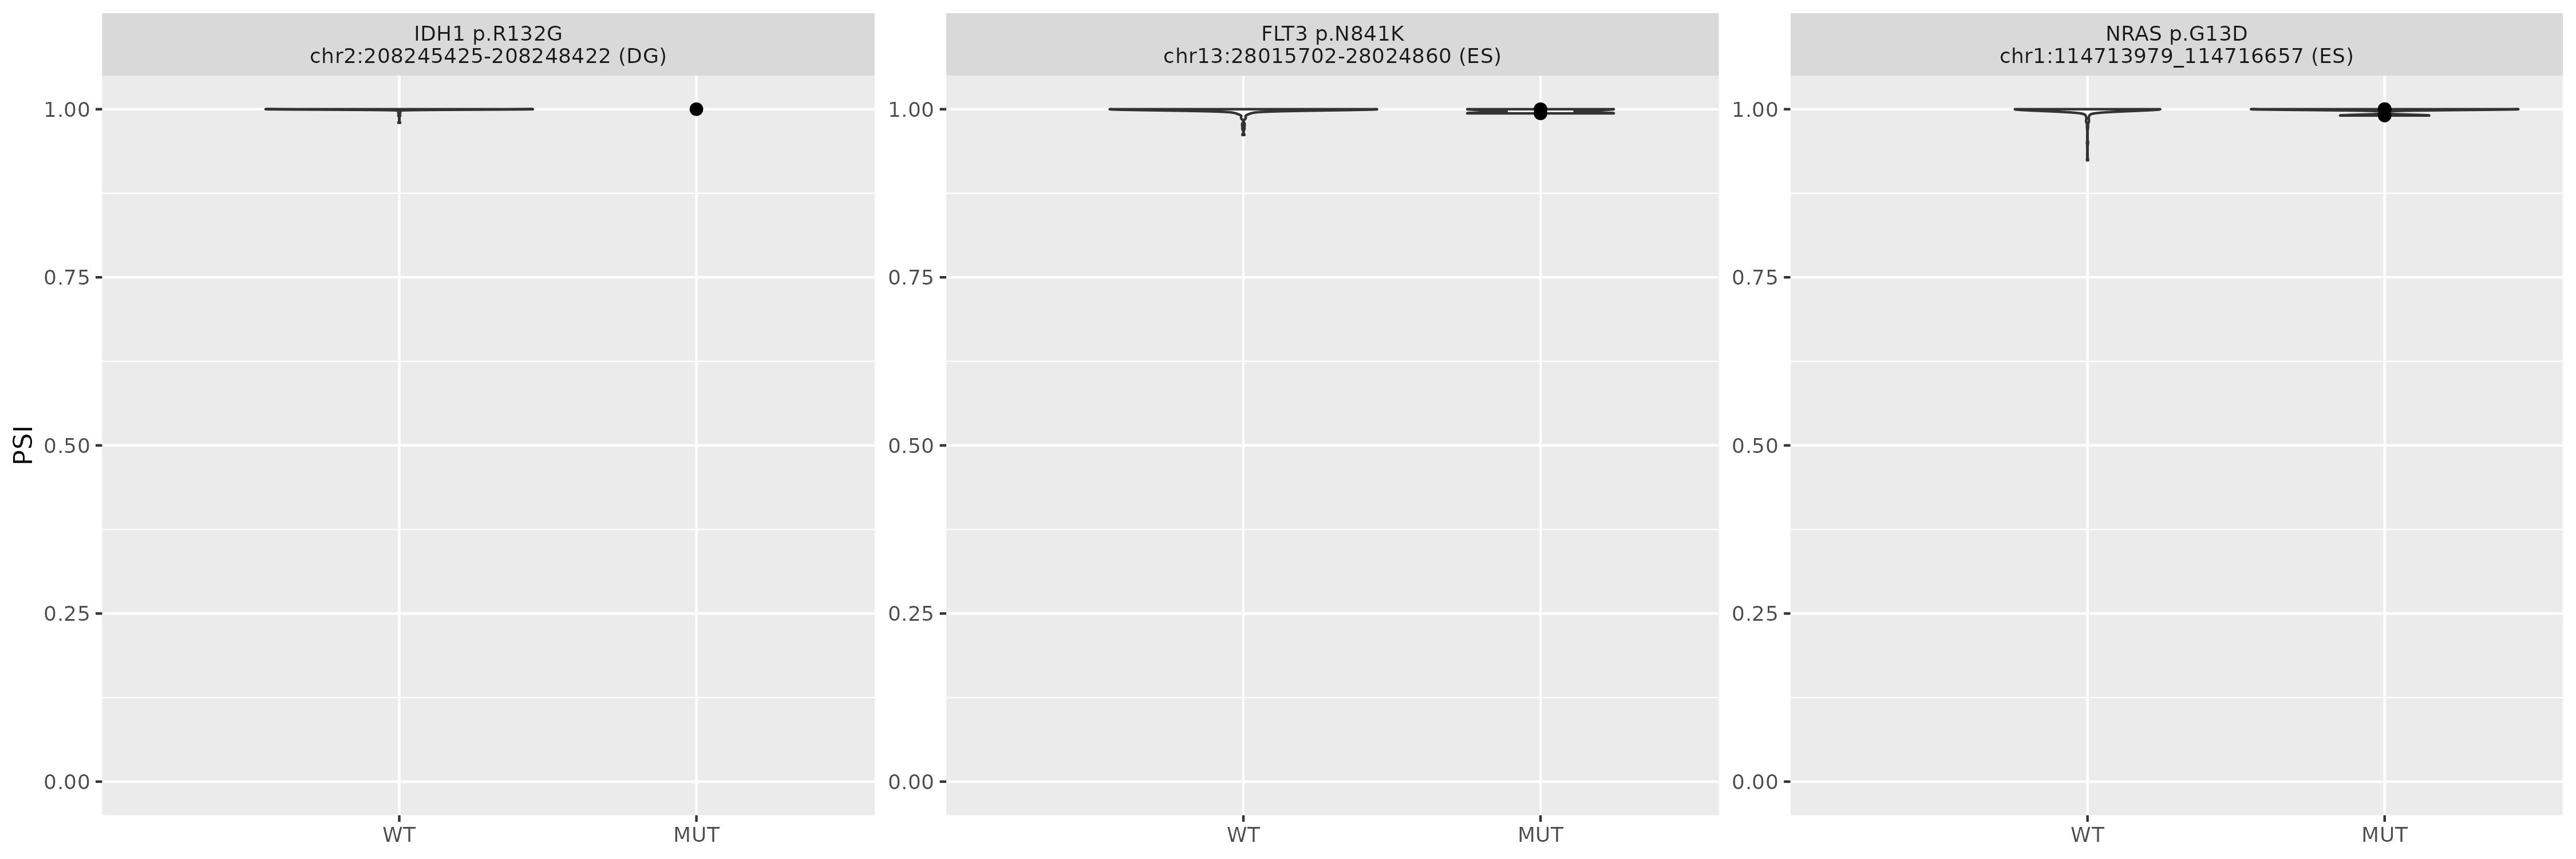 IDH1 p.R132G
chr2:208245425-208248422 (DG)
FLT3 p.N841K
chr13:28015702-28024860 (ES)
NRAS p.G13D
chr1:114713979_114716657 (ES)
PSI
1.00
0.75
0.50
0.25
0.00
WT
MUT
1.00
0.75
0.50
0.25
0.00
WT
MUT
1.00
0.75
0.50
0.25
0.00
WT
MUT